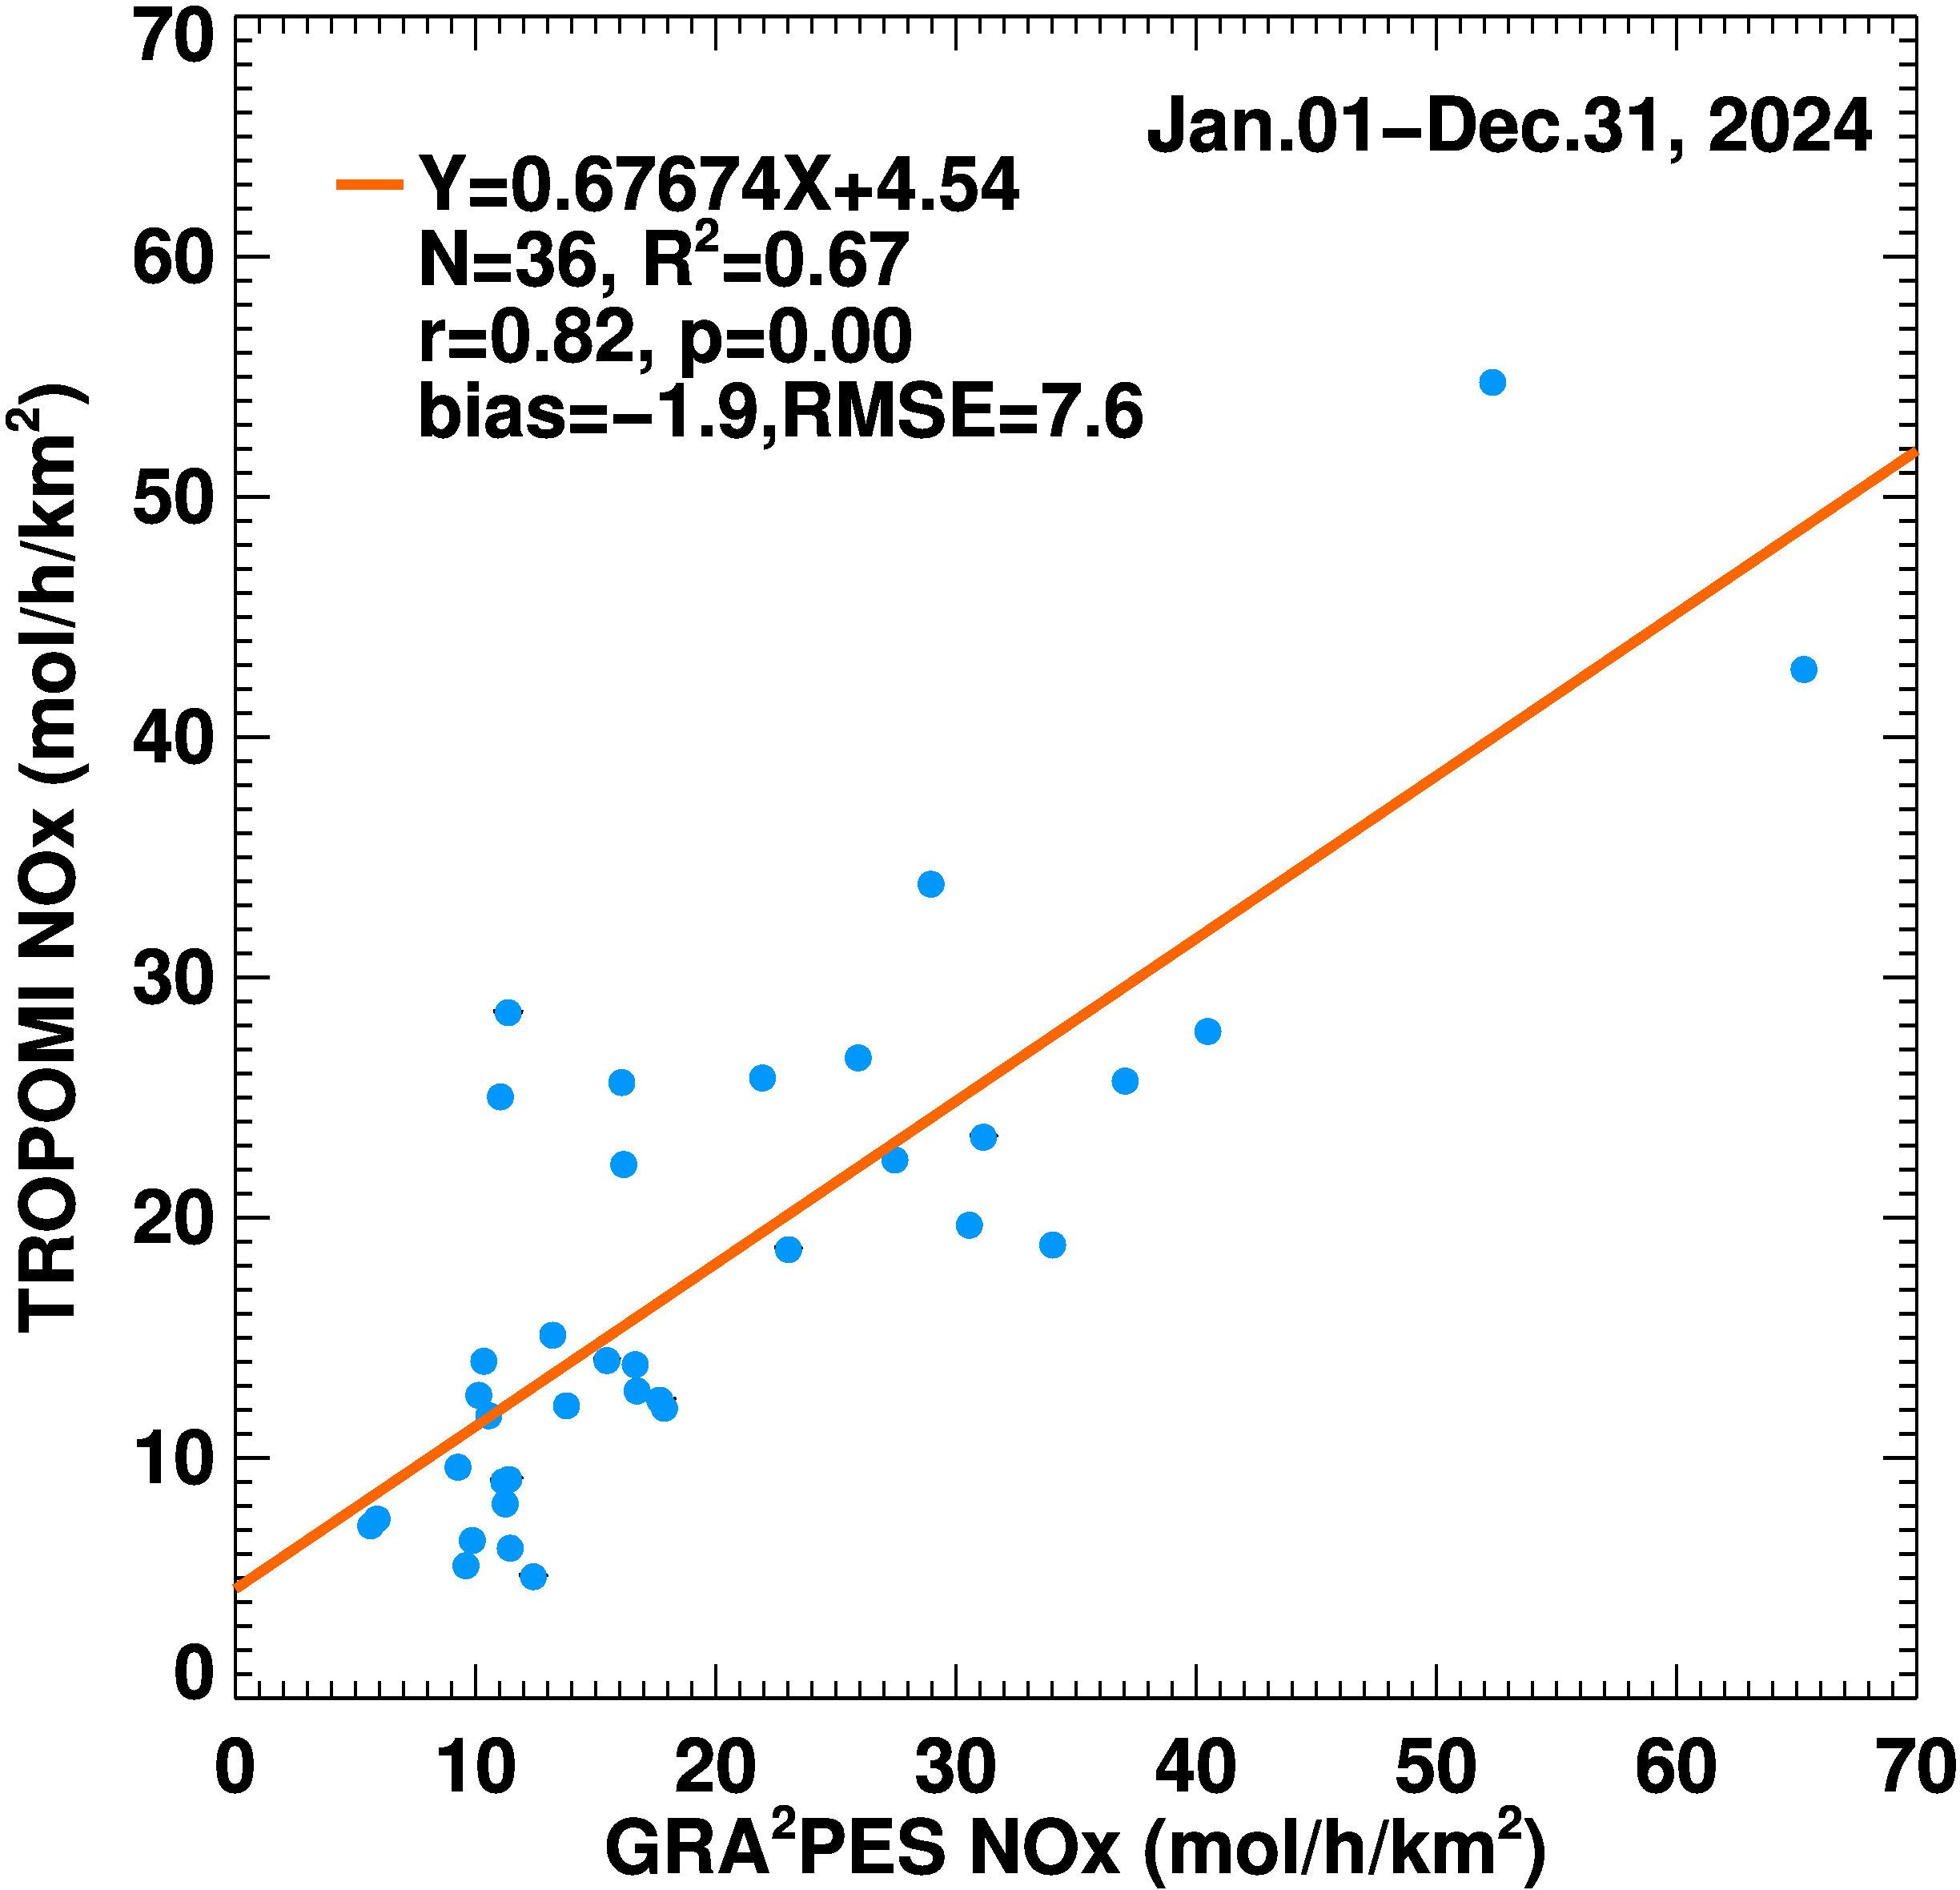 Jan.01−Dec.31, 2024
Y=0.67674X+4.54
N=36, R²=0.67
r=0.82, p=0.00
bias=−1.9,RMSE=7.6
TROPOMI NOx (mol/h/km²)
70
60
50
40
30
20
10
0
0 10 20 30 40 50 60 70
GRA²PES NOx (mol/h/km²)